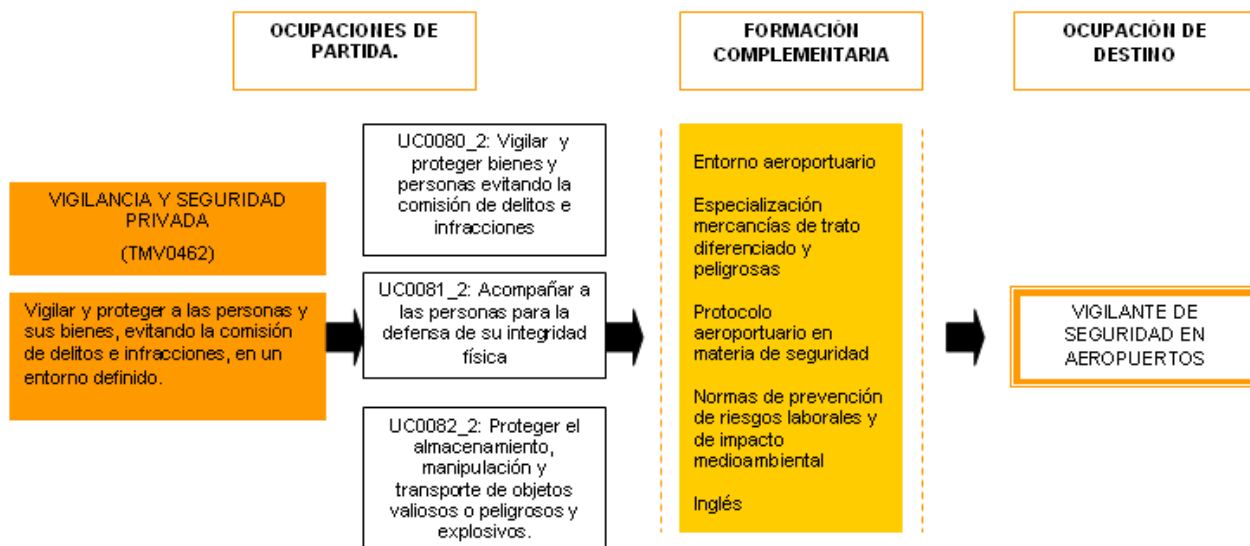 OCUPACIONES DE
PARTIDA.
FORMACIÓN
COMPLEMENTARIA
OCUPACIÓN DE
DESTINO
VIGILANCIA Y SEGURIDAD
PRIVADA
(TMV0462)
Vigilar y proteger a las personas y
sus bienes, evitando la comisión
de delitos e infracciones, en un
entorno definido.
UC0080_2: Vigilar y
proteger bienes y
personas evitando la
comisión de delitos e
infracciones
UC0081_2: Acompañar a
las personas para la
defensa de su integridad
física
UC0082_2: Proteger el
almacenamiento,
manipulación y
transporte de objetos
valiosos o peligrosos y
explosivos.
Entorno aeroportuario
Especialización
mercancías de trato
diferenciado y
peligrosas
Protocolo
aeroportuario en
materia de seguridad
Normas de prevención
de riesgos laborales y
de impacto
medioambiental
Inglés
VIGILANTE DE
SEGURIDAD EN
AEROPUERTOS